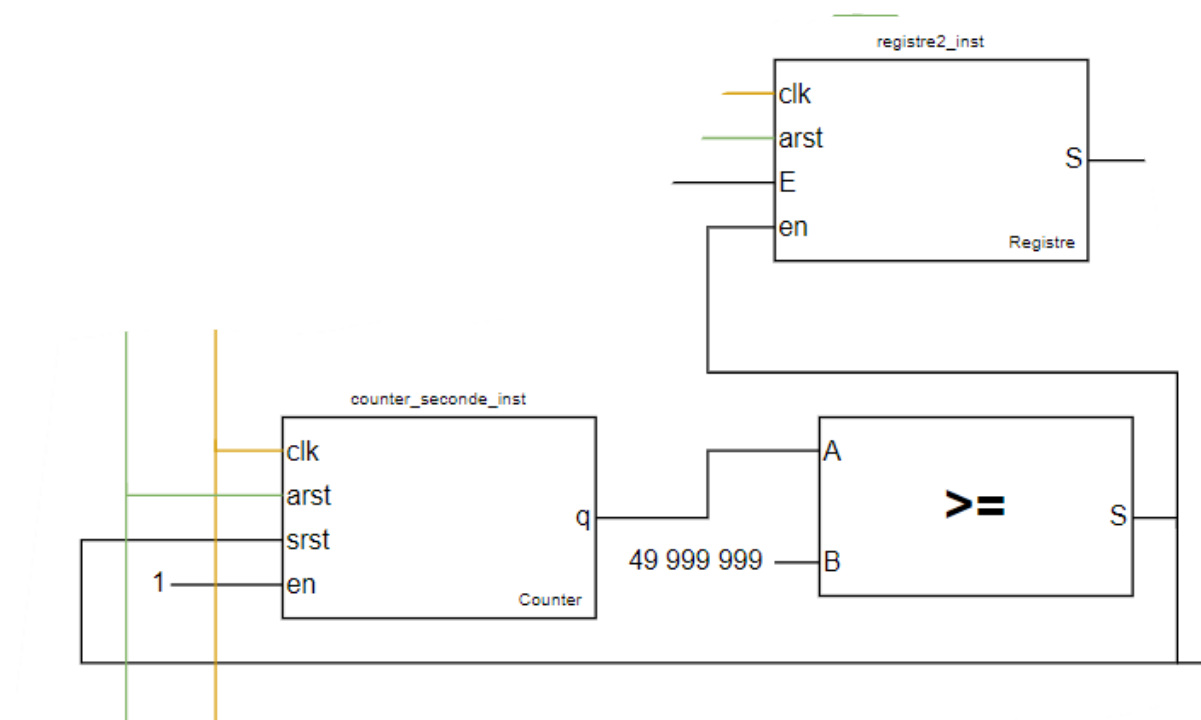 registre2_inst
clk
arst
S
E
en
Registre
counter_seconde_inst
clk
arst
srst
1 en
q
Counter
A
>=
S
49 999 999 B